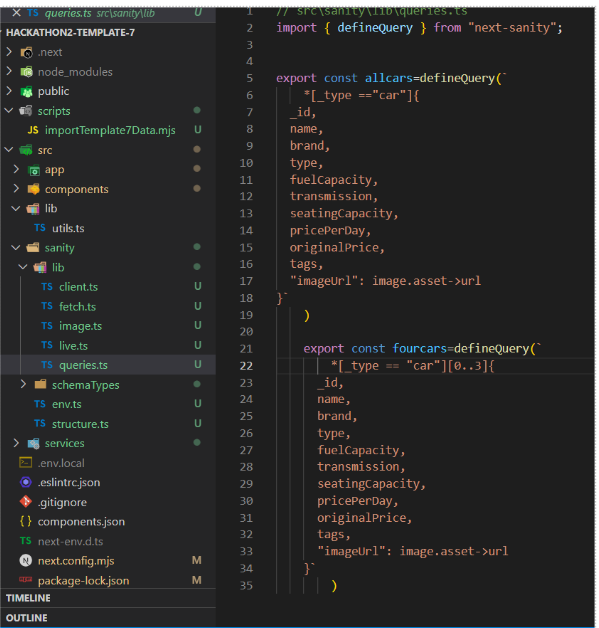 queries.ts src\sanity\lib U
HACKATHON2-TEMPLATE-7
.next
node_modules
public
scripts
JS importTemplate7Data.mjs U
src
app
components
lib
TS utils.ts
sanity
lib
TS client.ts U
TS fetch.ts U
TS image.ts U
TS live.ts U
TS queries.ts U
schemaTypes
TS env.ts U
TS structure.ts U
services
.env.local
.eslintrc.json
.gitignore
{ } components.json
TS next-env.d.ts
N next.config.mjs M
package-lock.json M
TIMELINE
OUTLINE
1 // src\sanity\lib\queries.ts
2 import { defineQuery } from "next-sanity";
3
4
5 export const allcars=defineQuery(`
6 *[_type =="car"]{
7 _id,
8 name,
9 brand,
10 type,
11 fuelCapacity,
12 transmission,
13 seatingCapacity,
14 pricePerDay,
15 originalPrice,
16 tags,
17 "imageUrl": image.asset->url
18 }`
19 )
20
21 export const fourcars=defineQuery(`
22 *[_type == "car"][0..3]{
23 _id,
24 name,
25 brand,
26 type,
27 fuelCapacity,
28 transmission,
29 seatingCapacity,
30 pricePerDay,
31 originalPrice,
32 tags,
33 "imageUrl": image.asset->url
34 }`
35 )